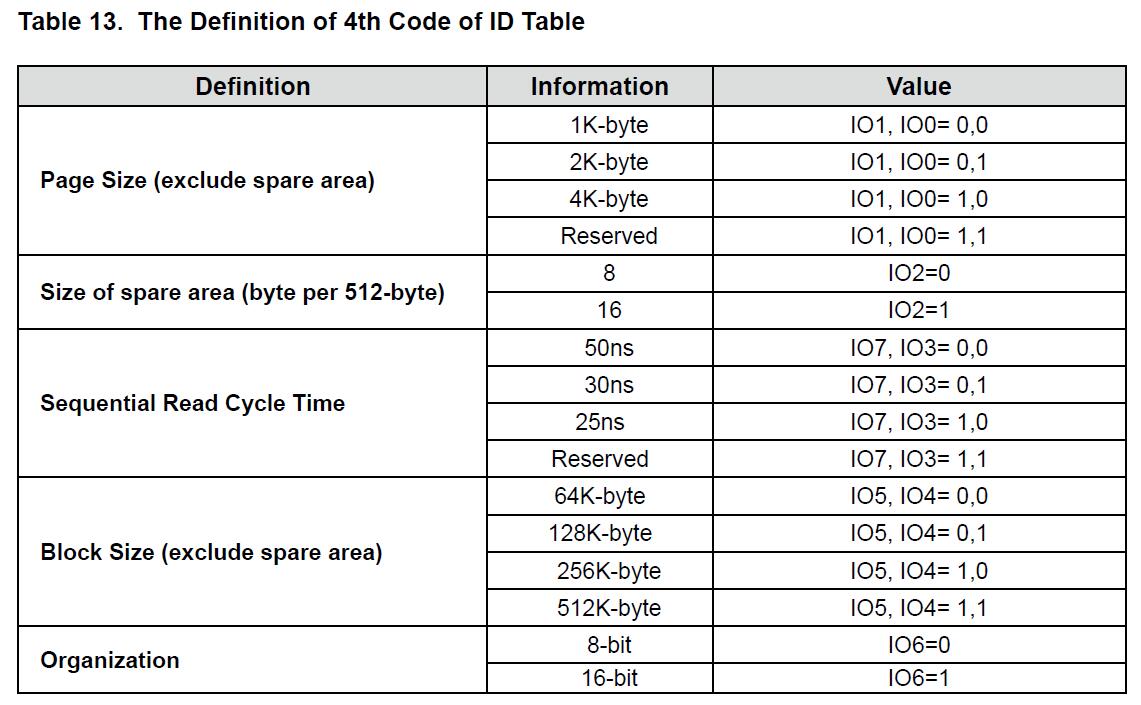 Table 13. The Definition of 4th Code of ID Table
Definition Information Value
Page Size (exclude spare area)
1K-byte IO1, IO0= 0,0
2K-byte IO1, IO0= 0,1
4K-byte IO1, IO0= 1,0
Reserved IO1, IO0= 1,1
Size of spare area (byte per 512-byte)
8 IO2=0
16 IO2=1
Sequential Read Cycle Time
50ns IO7, IO3= 0,0
30ns IO7, IO3= 0,1
25ns IO7, IO3= 1,0
Reserved IO7, IO3= 1,1
Block Size (exclude spare area)
64K-byte IO5, IO4= 0,0
128K-byte IO5, IO4= 0,1
256K-byte IO5, IO4= 1,0
512K-byte IO5, IO4= 1,1
Organization
8-bit IO6=0
16-bit IO6=1